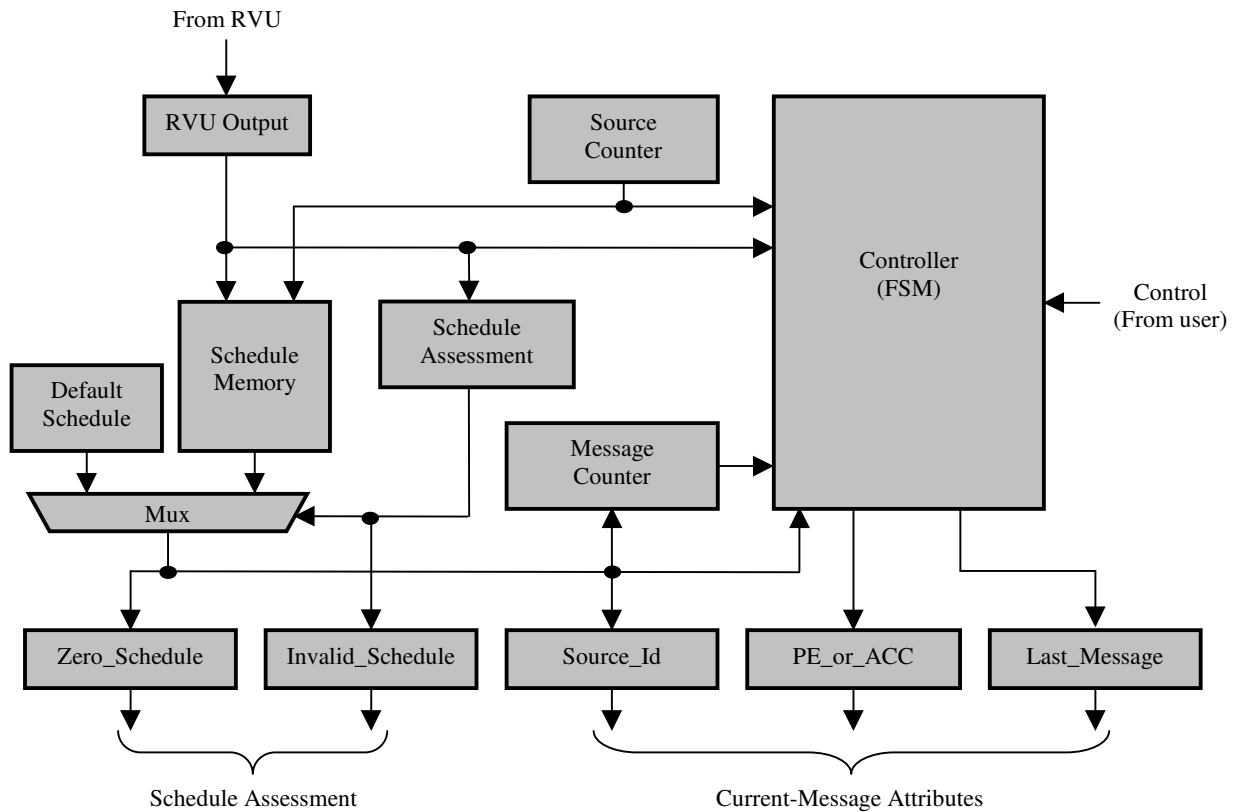 From RVU
RVU Output
Source
Counter
Controller
(FSM)
Control
(From user)
Schedule
Memory
Schedule
Assessment
Default
Schedule
Message
Counter
Mux
Zero_Schedule
Invalid_Schedule
Source_Id
PE_or_ACC
Last_Message
Schedule Assessment
Current-Message Attributes